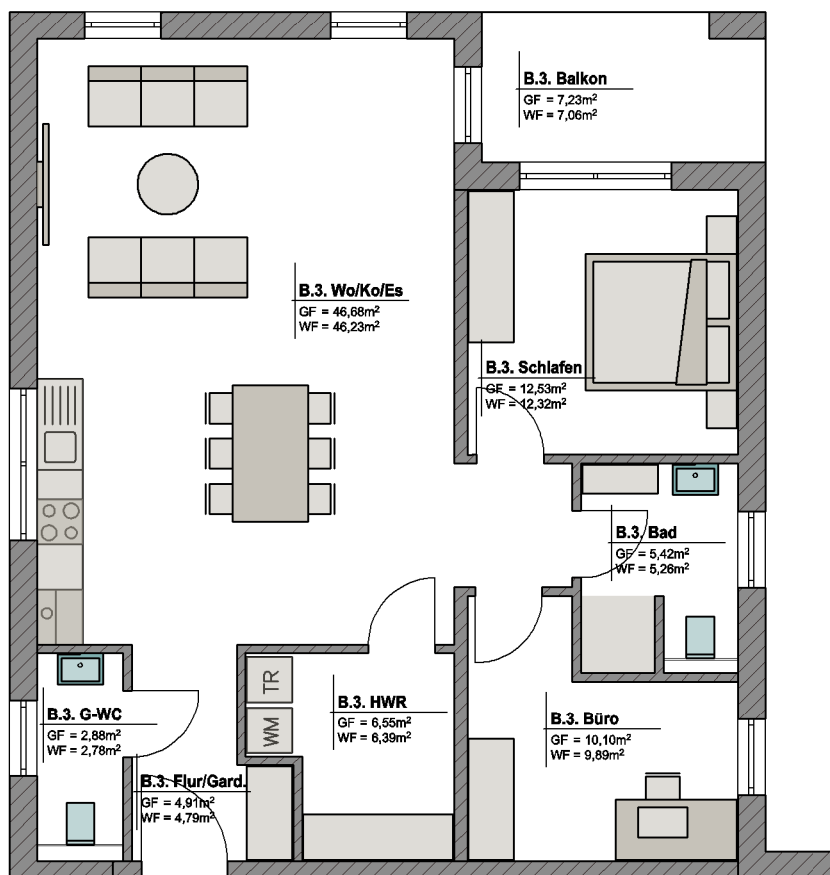 B.3. Balkon
GF = 7,23m²
WF = 7,06m²
B.3. Wo/Ko/Es
GF = 46,68m²
WF = 46,23m²
B.3. Schlafen
GF = 12,53m²
WF = 12,32m²
B.3. Bad
GF = 5,42m²
WF = 5,26m²
TR
WM
B.3. HWR
GF = 6,55m²
WF = 6,39m²
B.3. G-WC
GF = 2,88m²
WF = 2,78m²
B.3. Büro
GF = 10,10m²
WF = 9,89m²
B.3. Flur/Gard.
GF = 4,91m²
WF = 4,79m²